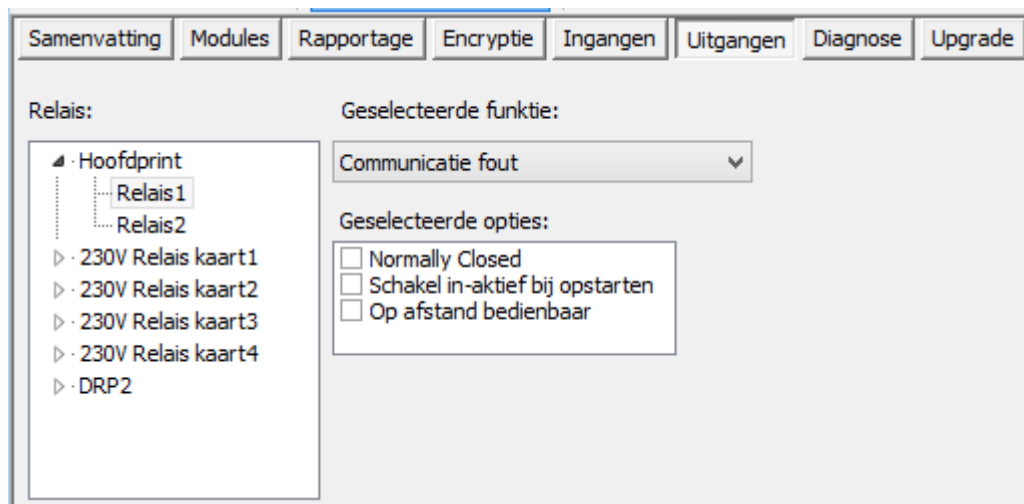 Samenvatting Modules Rapportage Encryptie Ingangen Uitgangen Diagnose Upgrade
Relais:
Hoofdprint
Relais1
Relais2
230V Relais kaart1
230V Relais kaart2
230V Relais kaart3
230V Relais kaart4
DRP2
Geselecteerde funktie:
Communicatie fout
Geselecteerde opties:
Normally Closed
Schakel in-aktief bij opstarten
Op afstand bedienbaar